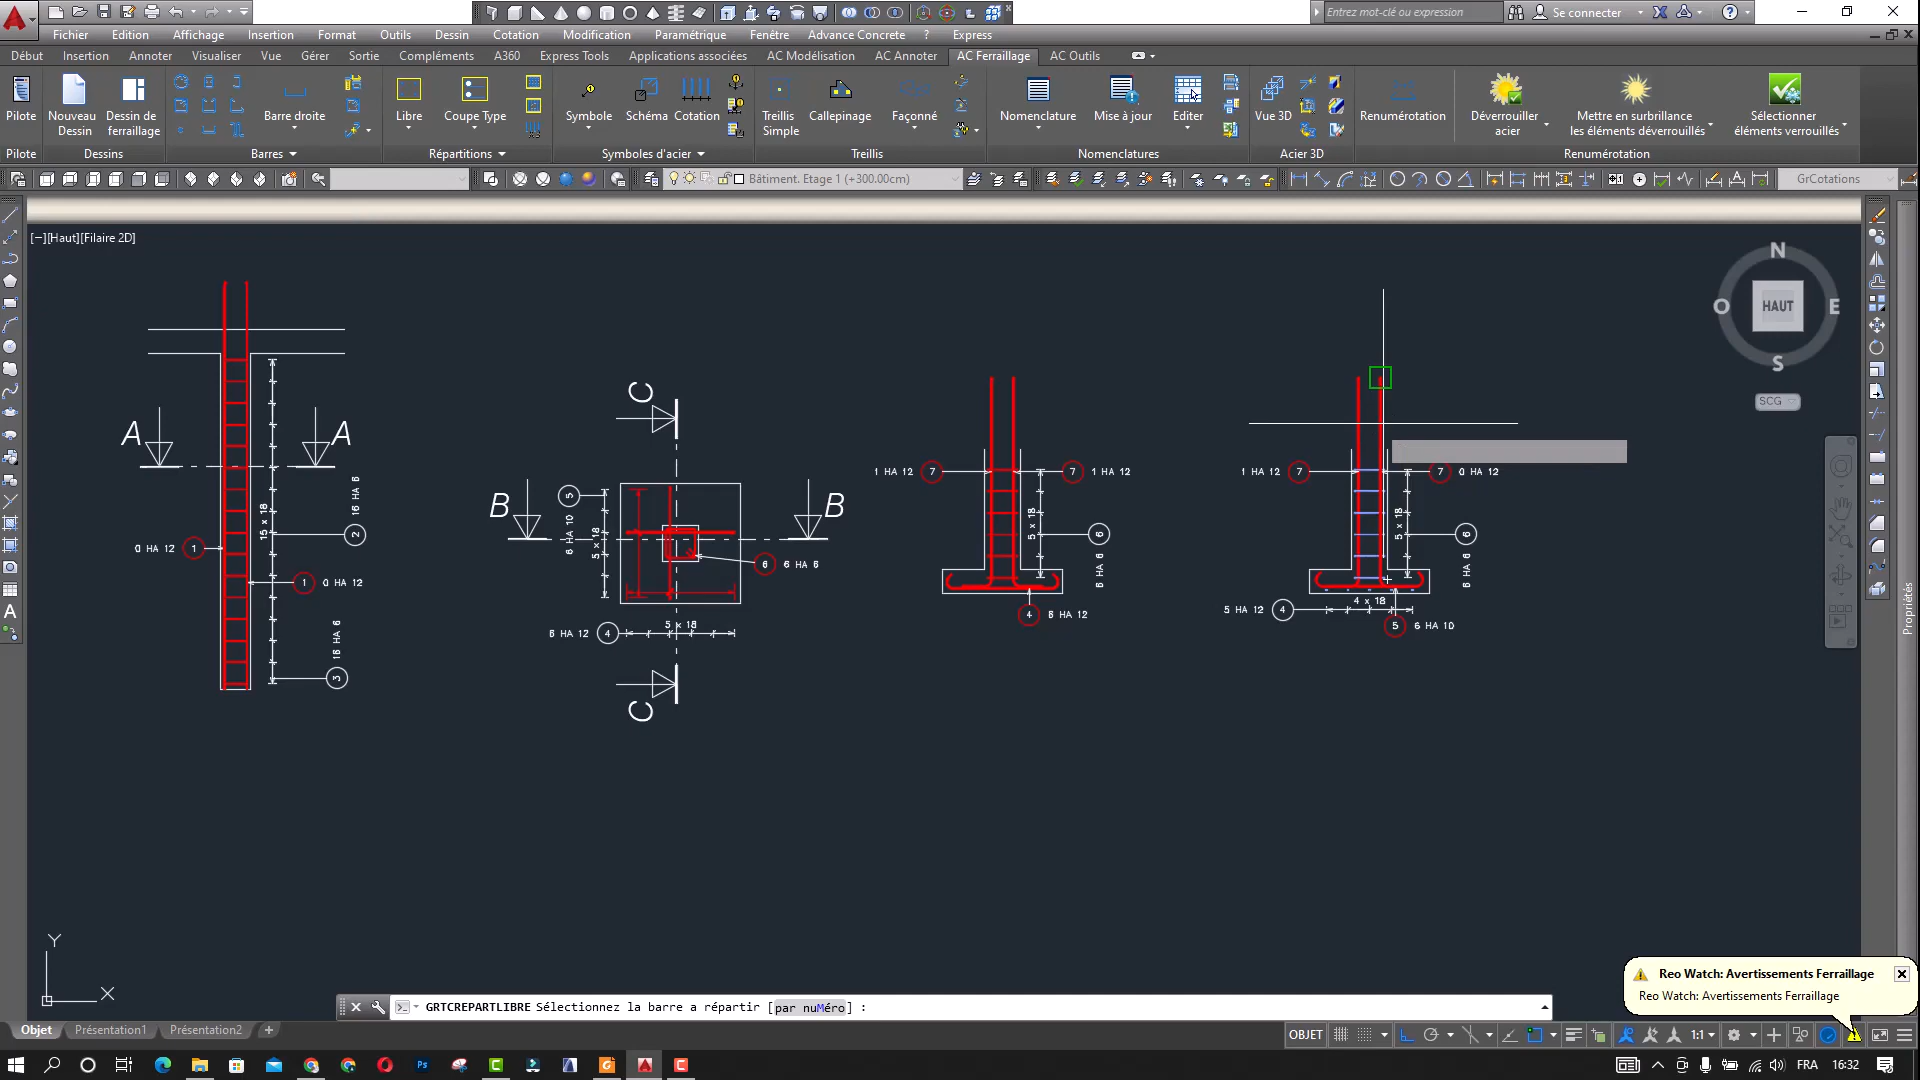 Entrez mot-clé ou expression
Se connecter
Fichier Edition Affichage Insertion Format Outils Dessin Cotation Modification Paramétrique Fenêtre Advance Concrete ? Express
Début Insertion Annoter Visualiser Vue Gérer Sortie Compléments A360 Express Tools Applications associées AC Modélisation AC Annoter AC Ferraillage AC Outils
Pilote
Nouveau Dessin
Dessin de ferraillage
Barre droite
Libre
Coupe Type
Symbole
Schéma
Cotation
Treillis Simple
Callepinage
Façonné
Nomenclature
Mise à jour
Editer
Vue 3D
Renumérotation
Déverrouiller acier
Mettre en surbrillance les éléments déverrouillés
Sélectionner éléments verrouillés
Pilote Dessins Barres Répartitions Symboles d'acier Treillis Nomenclatures Acier 3D Renumérotation
Bâtiment. Etage 1 (+300.00cm)
GrCotations
[−][Haut][Filaire 2D]
N
O HAUT E
S
SCG
A A
15 x 18
16 HA 6
2
0 HA 12 1
1 0 HA 12
16 HA 6
3
C
B B
5
6 HA 10
5 x 18
6 6 HA 6
6 HA 12 4
5 x 18
C
1 HA 12 7
7 1 HA 12
5 x 18
6
6 HA 6
4 6 HA 12
1 HA 12 7
7 0 HA 12
5 x 18
6
6 HA 6
4 x 18
5 HA 12 4
5 6 HA 10
Propriétés
Y
X
GRTCREPARTLIBRE Sélectionnez la barre a répartir [par nuMéro] :
Reo Watch: Avertissements Ferraillage
Reo Watch: Avertissements Ferraillage
Objet Présentation1 Présentation2 +
OBJET
1:1
FRA 16:32